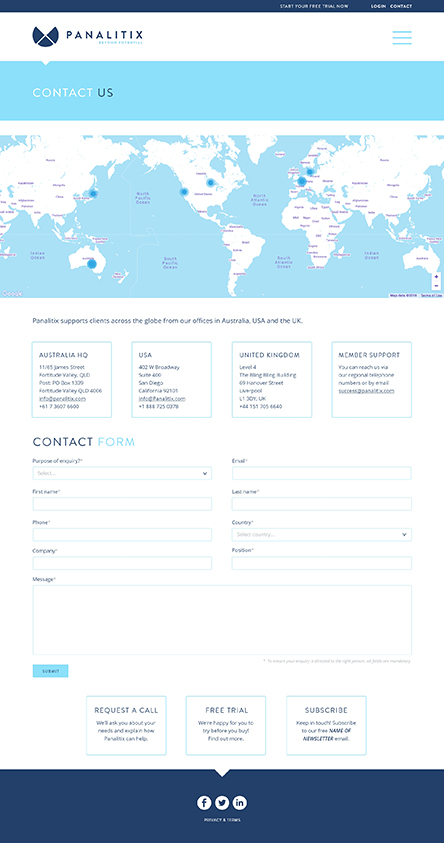 START YOUR FREE TRIAL NOW LOGIN CONTACT
PANALITIX
BEYOND POTENTIAL
CONTACT US
North Pacific Ocean
North Atlantic Ocean
South Pacific Ocean
South Atlantic Ocean
Indian Ocean
Indian Ocean
Panalitix supports clients across the globe from our offices in Australia, USA and the UK.
AUSTRALIA HQ
11/65 James Street
Fortitude Valley, QLD
Post: PO Box 1339
Fortitude Valley QLD 4006
info@panalitix.com
+61 7 3607 6600
USA
402 W Broadway
Suite 400
San Diego
California 92101
info@Panalitix.com
+1 888 725 0378
UNITED KINGDOM
Level 4
The Bling Bling Building
69 Hanover Street
Liverpool
L1 3DY, UK
+44 151 305 6640
MEMBER SUPPORT
You can reach us via
our regional telephone
numbers or by email
success@panalitix.com
CONTACT FORM
Purpose of enquiry?*
Select...
Email*
First name*
Last name*
Phone*
Country*
Select country...
Company*
Position*
Message*
* To ensure your enquiry is directed to the right person, all fields are mandatory.
SUBMIT
REQUEST A CALL
We'll ask you about your
needs and explain how
Panalitix can help.
FREE TRIAL
We're happy for you to
try before you buy!
Find out more.
SUBSCRIBE
Keep in touch! Subscribe
to our free NAME OF
NEWSLETTER email.
PRIVACY & TERMS